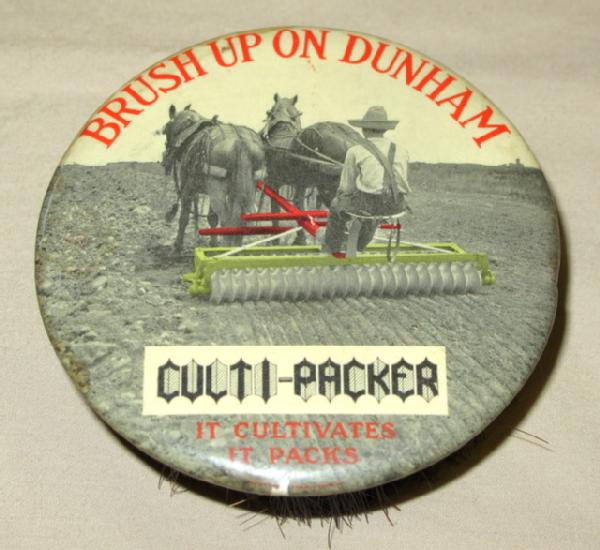 BRUSH UP ON DUNHAM
CULTI-PACKER
IT CULTIVATES
IT PACKS